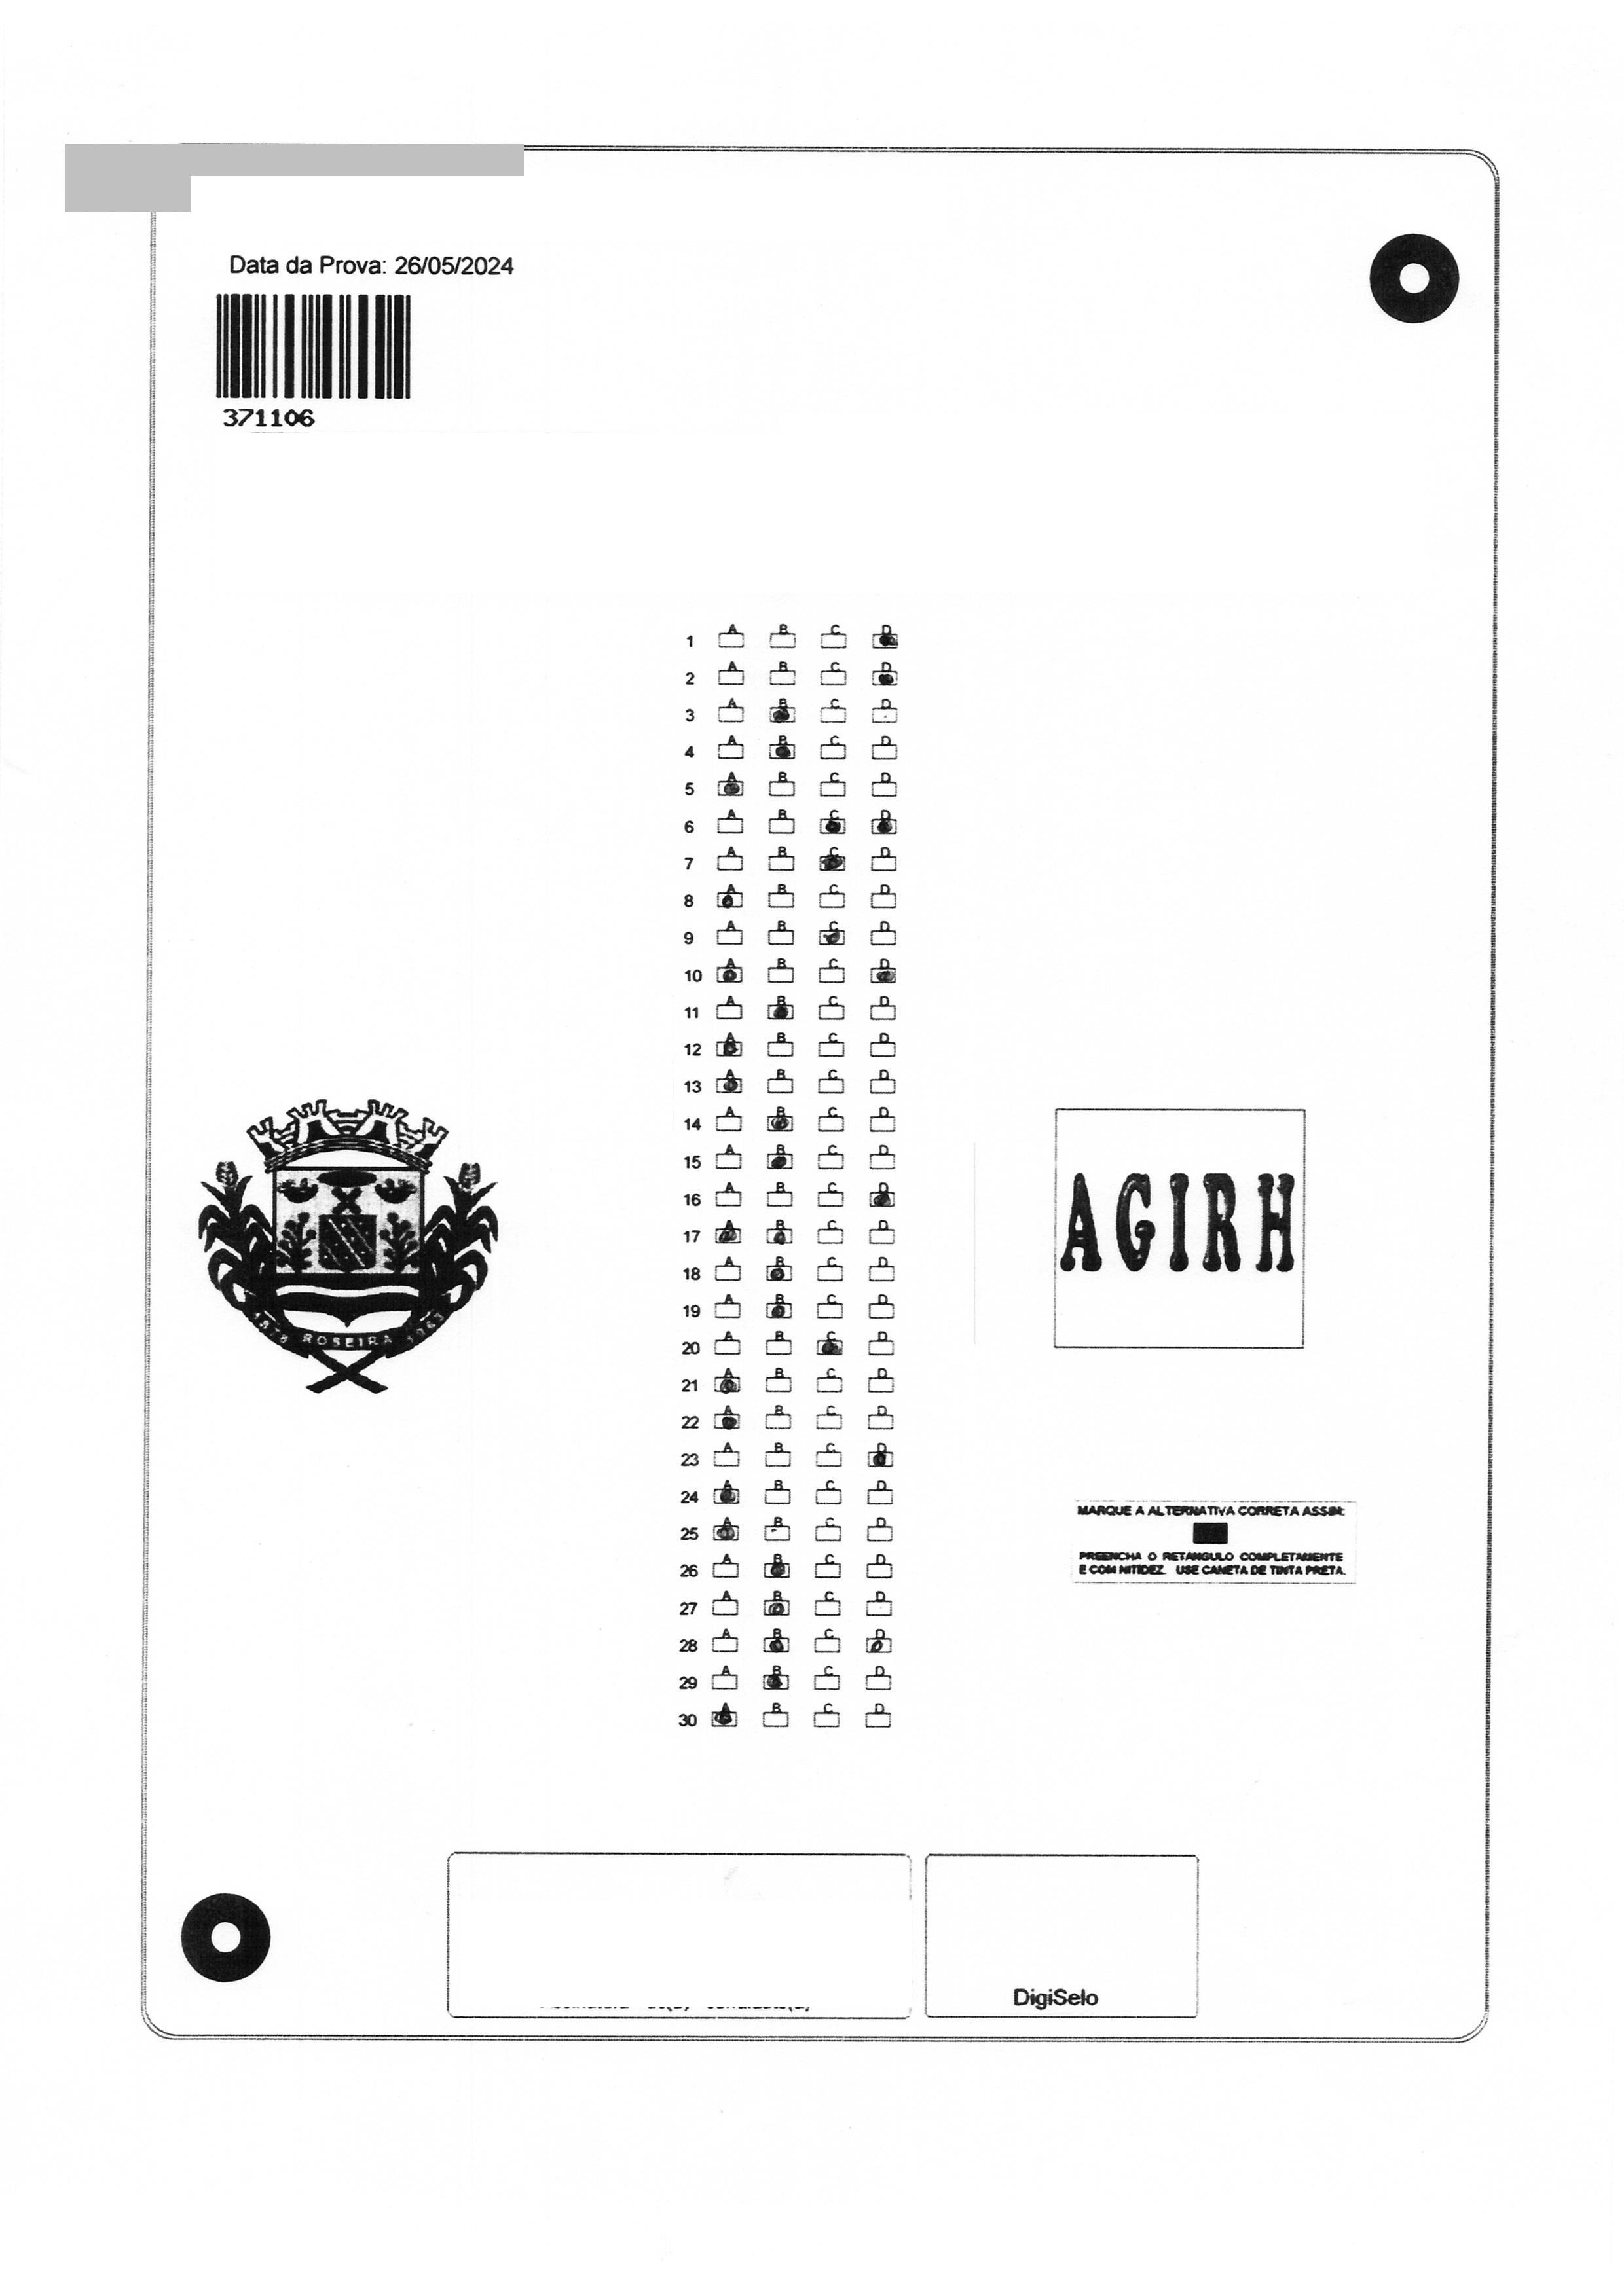 Data da Prova: 26/05/2024
371106
A B C D
1
A B C D
2
A B C D
3
A B C D
4
A B C D
5
A B C D
6
A B C D
7
A B C D
8
A B C D
9
A B C D
10
A B C D
11
A B C D
12
A B C D
13
A B C D
14
A B C D
15
A B C D
16
A B C D
17
A B C D
18
A B C D
19
A B C D
20
A B C D
21
A B C D
22
A B C D
23
A B C D
24
A B C D
25
A B C D
26
A B C D
27
A B C D
28
A B C D
29
A B C D
30
ROSEIRA
AGIRH
MARQUE A ALTERNATIVA CORRETA ASSIM:
PREENCHA O RETANGULO COMPLETAMENTE
E COM NITIDEZ. USE CANETA DE TINTA PRETA.
DigiSelo